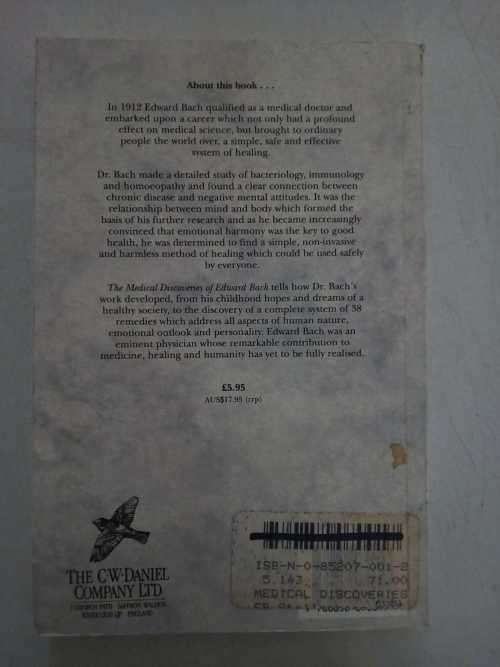 About this book . . .
In 1912 Edward Bach qualified as a medical doctor and
embarked upon a career which not only had a profound
effect on medical science, but brought to ordinary
people the world over, a simple, safe and effective
system of healing.
Dr. Bach made a detailed study of bacteriology, immunology
and homoeopathy and found a clear connection between
chronic disease and negative mental attitudes. It was the
relationship between mind and body which formed the
basis of his further research and as he became increasingly
convinced that emotional harmony was the key to good
health, he was determined to find a simple, non-invasive
and harmless method of healing which could be used safely
by everyone.
The Medical Discoveries of Edward Bach tells how Dr. Bach's
work developed, from his childhood hopes and dreams of a
healthy society, to the discovery of a complete system of 38
remedies which address all aspects of human nature,
emotional outlook and personality. Edward Bach was an
eminent physician whose remarkable contribution to
medicine, healing and humanity has yet to be fully realised.
£5.95
AUS$17.95 (rrp)
THE C·W·DANIEL
COMPANY LTD
ENGLAND
ISB-N-0-85207-001-2
5.143 71.00
MEDICAL DISCOVERIES